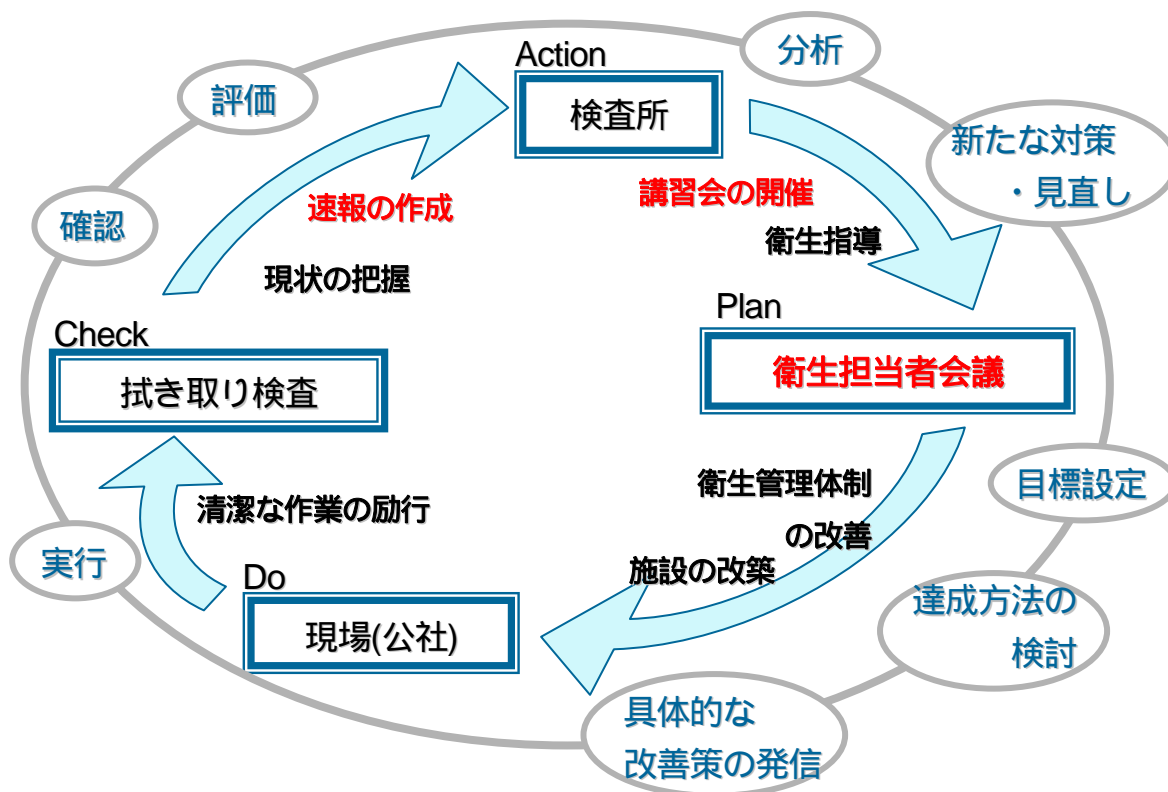 Action
検査所
分析
評価
新たな対策
・見直し
速報の作成
講習会の開催
確認
衛生指導
現状の把握
Plan
衛生担当者会議
Check
拭き取り検査
衛生管理体制
の改善
目標設定
清潔な作業の励行
施設の改築
実行
Do
現場(公社)
達成方法の
検討
具体的な
改善策の発信